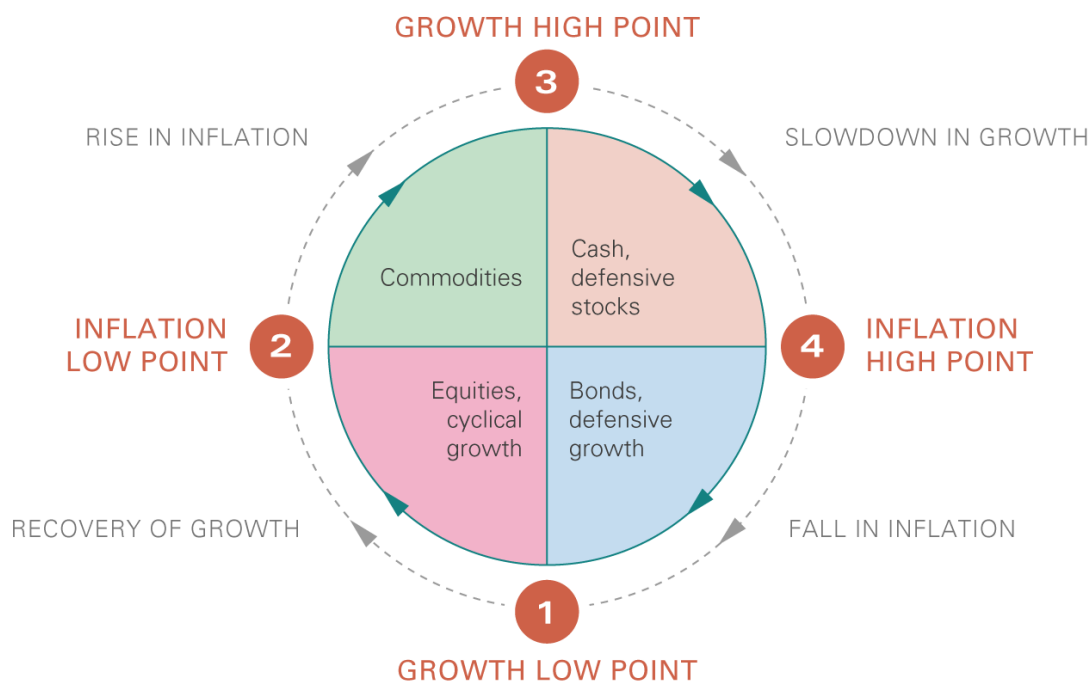 GROWTH HIGH POINT
3
RISE IN INFLATION
SLOWDOWN IN GROWTH
Commodities
Cash,
defensive
stocks
INFLATION
LOW POINT
2
4
INFLATION
HIGH POINT
Equities,
cyclical
growth
Bonds,
defensive
growth
RECOVERY OF GROWTH
FALL IN INFLATION
1
GROWTH LOW POINT